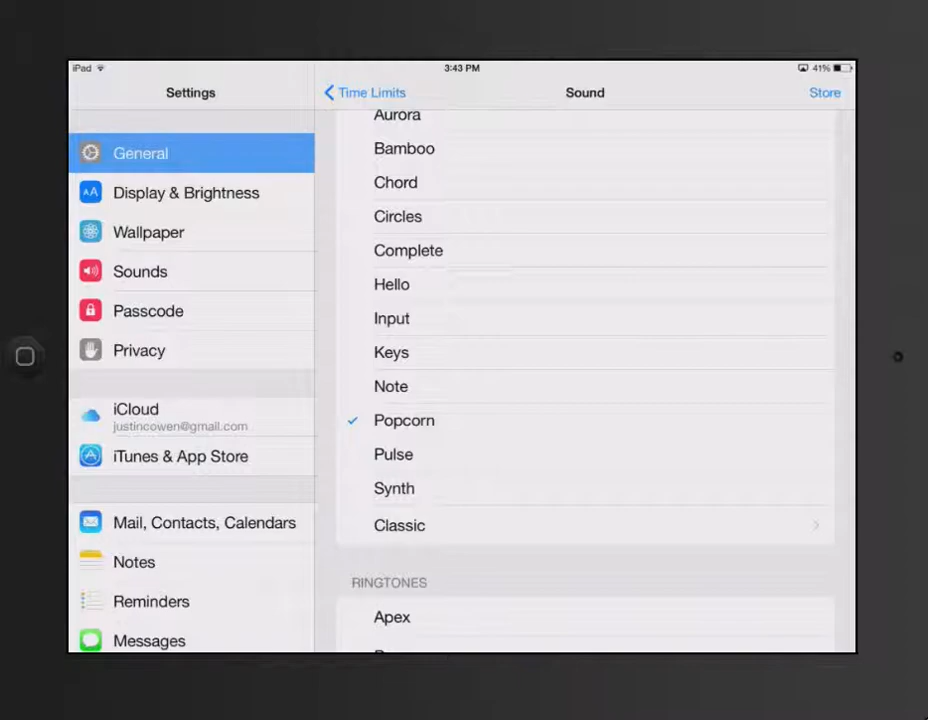 iPad
3:43 PM
41%
Settings
Time Limits
Sound
Store
General
Display & Brightness
Wallpaper
Sounds
Passcode
Privacy
iCloud
justincowen@gmail.com
iTunes & App Store
Mail, Contacts, Calendars
Notes
Reminders
Messages
Aurora
Bamboo
Chord
Circles
Complete
Hello
Input
Keys
Note
Popcorn
Pulse
Synth
Classic
RINGTONES
Apex